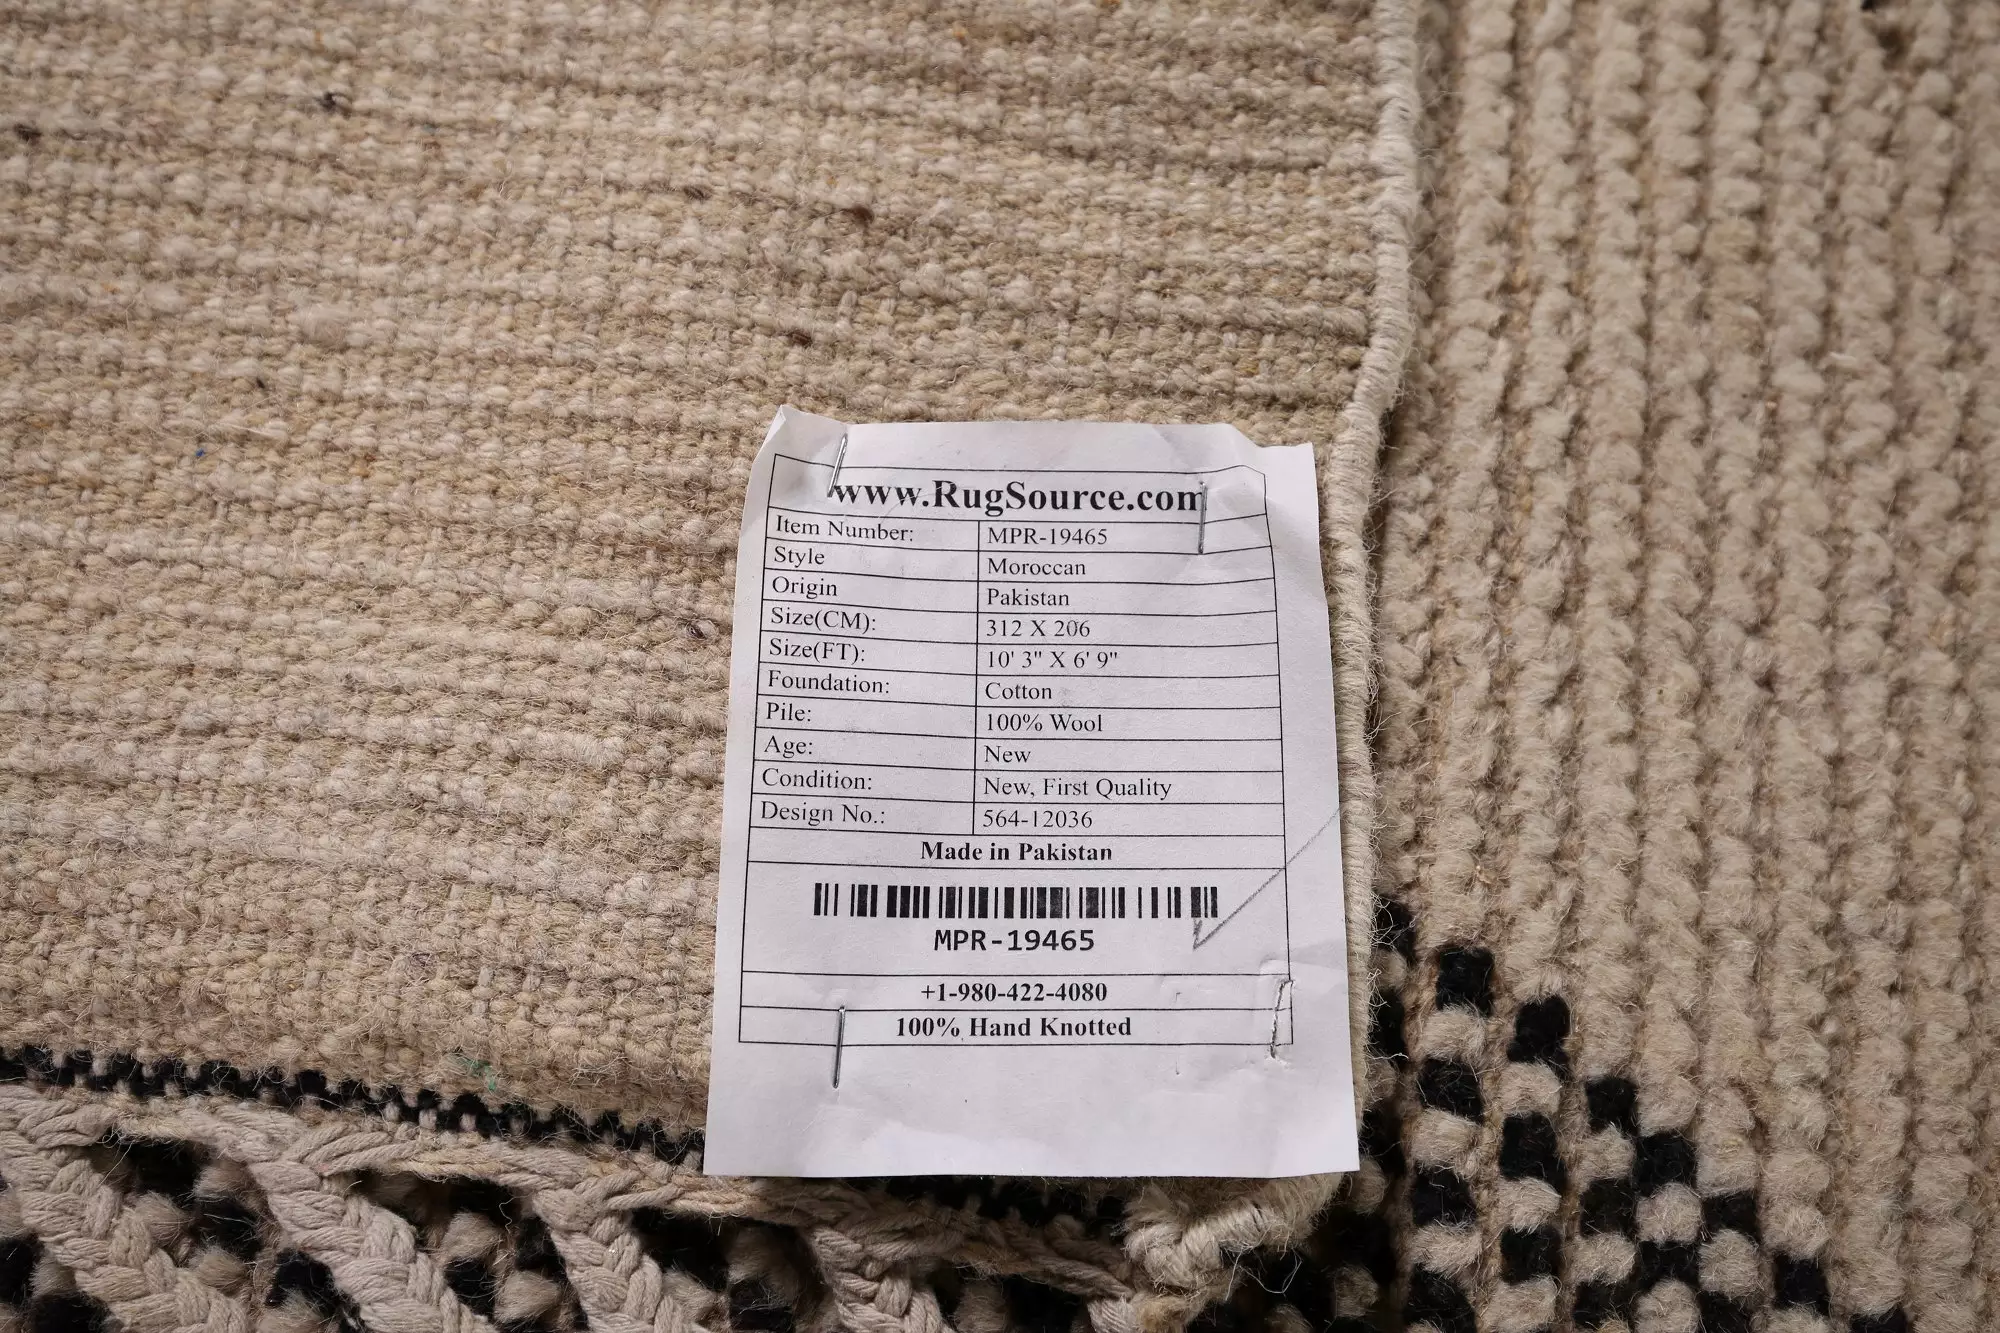 www.RugSource.com
Item Number: MPR-19465
Style Moroccan
Origin Pakistan
Size(CM): 312 X 206
Size(FT): 10' 3" X 6' 9"
Foundation: Cotton
Pile: 100% Wool
Age: New
Condition: New, First Quality
Design No.: 564-12036
Made in Pakistan
MPR-19465
+1-980-422-4080
100% Hand Knotted